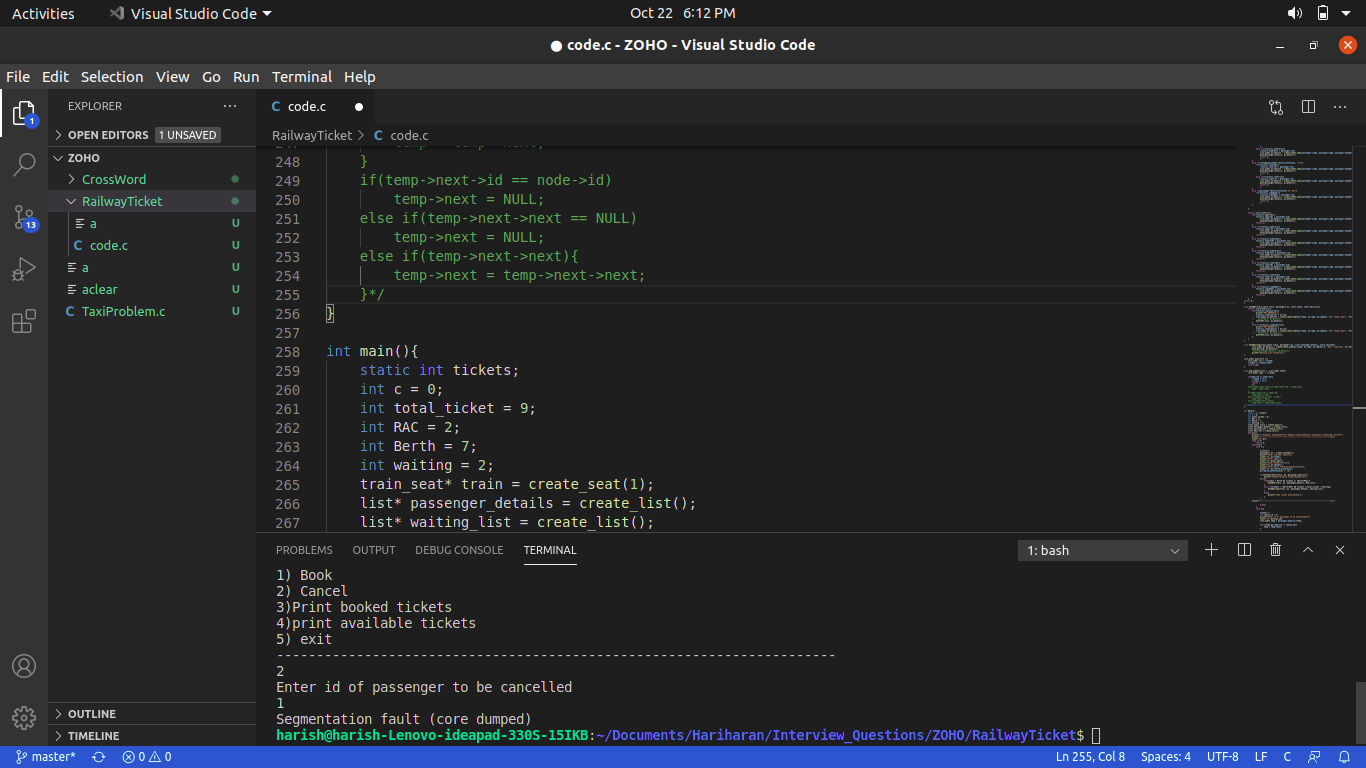 Activities Visual Studio Code Oct 22 6:12 PM
● code.c - ZOHO - Visual Studio Code
File Edit Selection View Go Run Terminal Help
1
EXPLORER
OPEN EDITORS 1 UNSAVED
ZOHO
CrossWord
RailwayTicket
a U
C code.c U
a U
aclear U
C TaxiProblem.c U
13
OUTLINE
TIMELINE
C code.c
RailwayTicket > C code.c
248 }
249 if(temp->next->id == node->id)
250 temp->next = NULL;
251 else if(temp->next->next == NULL)
252 temp->next = NULL;
253 else if(temp->next->next){
254 temp->next = temp->next->next;
255 }*/
256 }
257
258 int main(){
259 static int tickets;
260 int c = 0;
261 int total_ticket = 9;
262 int RAC = 2;
263 int Berth = 7;
264 int waiting = 2;
265 train_seat* train = create_seat(1);
266 list* passenger_details = create_list();
267 list* waiting_list = create_list();
PROBLEMS OUTPUT DEBUG CONSOLE TERMINAL 1: bash
1) Book
2) Cancel
3)Print booked tickets
4)print available tickets
5) exit
----------------------------------------------------------------------
2
Enter id of passenger to be cancelled
1
Segmentation fault (core dumped)
harish@harish-Lenovo-ideapad-330S-15IKB:~/Documents/Hariharan/Interview_Questions/ZOHO/RailwayTicket$
master* 0 0 Ln 255, Col 8 Spaces: 4 UTF-8 LF C